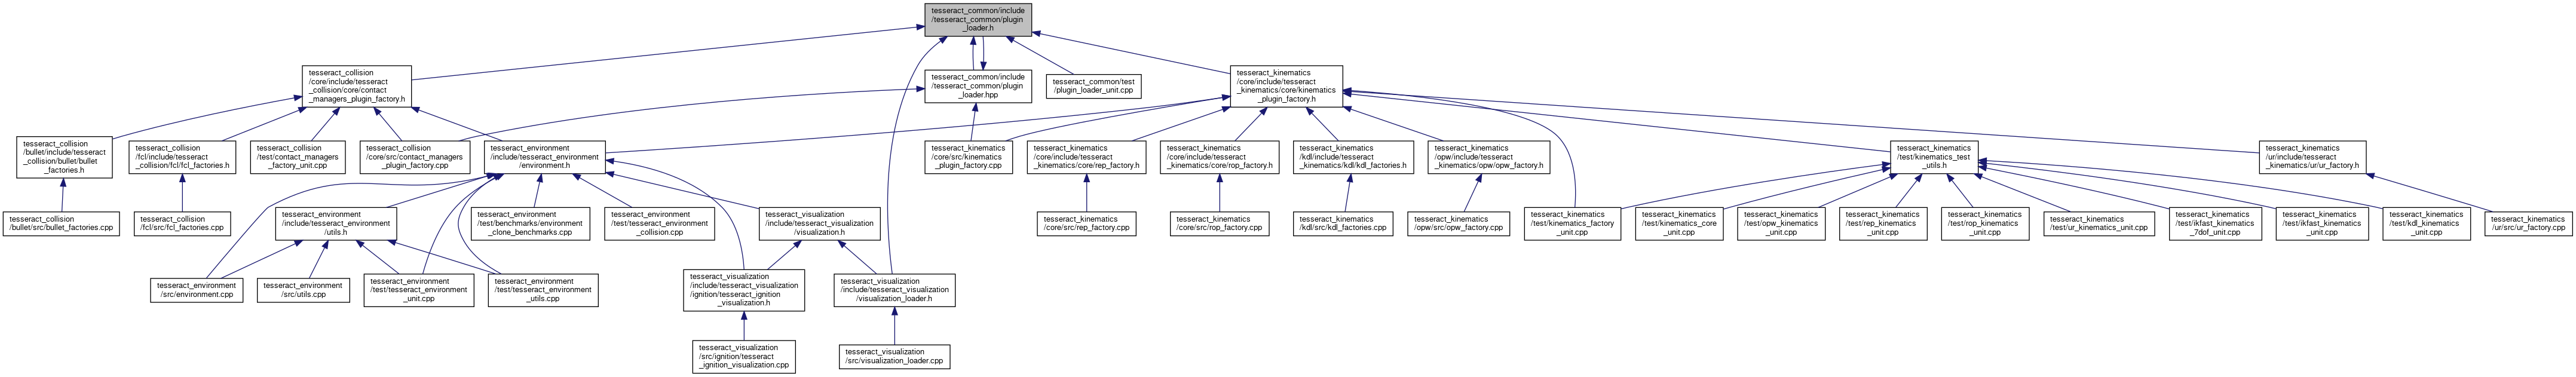 tesseract_common/include
/tesseract_common/plugin
_loader.h
tesseract_collision
/core/include/tesseract
_collision/core/contact
_managers_plugin_factory.h
tesseract_common/include
/tesseract_common/plugin
_loader.hpp
tesseract_common/test
/plugin_loader_unit.cpp
tesseract_kinematics
/core/include/tesseract
_kinematics/core/kinematics
_plugin_factory.h
tesseract_collision
/bullet/include/tesseract
_collision/bullet/bullet
_factories.h
tesseract_collision
/fcl/include/tesseract
_collision/fcl/fcl_factories.h
tesseract_collision
/test/contact_managers
_factory_unit.cpp
tesseract_collision
/core/src/contact_managers
_plugin_factory.cpp
tesseract_environment
/include/tesseract_environment
/environment.h
tesseract_kinematics
/core/src/kinematics
_plugin_factory.cpp
tesseract_kinematics
/core/include/tesseract
_kinematics/core/rep_factory.h
tesseract_kinematics
/core/include/tesseract
_kinematics/core/rop_factory.h
tesseract_kinematics
/kdl/include/tesseract
_kinematics/kdl/kdl_factories.h
tesseract_kinematics
/opw/include/tesseract
_kinematics/opw/opw_factory.h
tesseract_kinematics
/test/kinematics_test
_utils.h
tesseract_kinematics
/ur/include/tesseract
_kinematics/ur/ur_factory.h
tesseract_collision
/bullet/src/bullet_factories.cpp
tesseract_collision
/fcl/src/fcl_factories.cpp
tesseract_environment
/include/tesseract_environment
/utils.h
tesseract_environment
/test/benchmarks/environment
_clone_benchmarks.cpp
tesseract_environment
/test/tesseract_environment
_collision.cpp
tesseract_visualization
/include/tesseract_visualization
/visualization.h
tesseract_kinematics
/core/src/rep_factory.cpp
tesseract_kinematics
/core/src/rop_factory.cpp
tesseract_kinematics
/kdl/src/kdl_factories.cpp
tesseract_kinematics
/opw/src/opw_factory.cpp
tesseract_kinematics
/test/kinematics_factory
_unit.cpp
tesseract_kinematics
/test/kinematics_core
_unit.cpp
tesseract_kinematics
/test/opw_kinematics
_unit.cpp
tesseract_kinematics
/test/rep_kinematics
_unit.cpp
tesseract_kinematics
/test/rop_kinematics
_unit.cpp
tesseract_kinematics
/test/ur_kinematics_unit.cpp
tesseract_kinematics
/test/ikfast_kinematics
_7dof_unit.cpp
tesseract_kinematics
/test/ikfast_kinematics
_unit.cpp
tesseract_kinematics
/test/kdl_kinematics
_unit.cpp
tesseract_kinematics
/ur/src/ur_factory.cpp
tesseract_environment
/src/environment.cpp
tesseract_environment
/src/utils.cpp
tesseract_environment
/test/tesseract_environment
_unit.cpp
tesseract_environment
/test/tesseract_environment
_utils.cpp
tesseract_visualization
/include/tesseract_visualization
/ignition/tesseract_ignition
_visualization.h
tesseract_visualization
/include/tesseract_visualization
/visualization_loader.h
tesseract_visualization
/src/ignition/tesseract
_ignition_visualization.cpp
tesseract_visualization
/src/visualization_loader.cpp